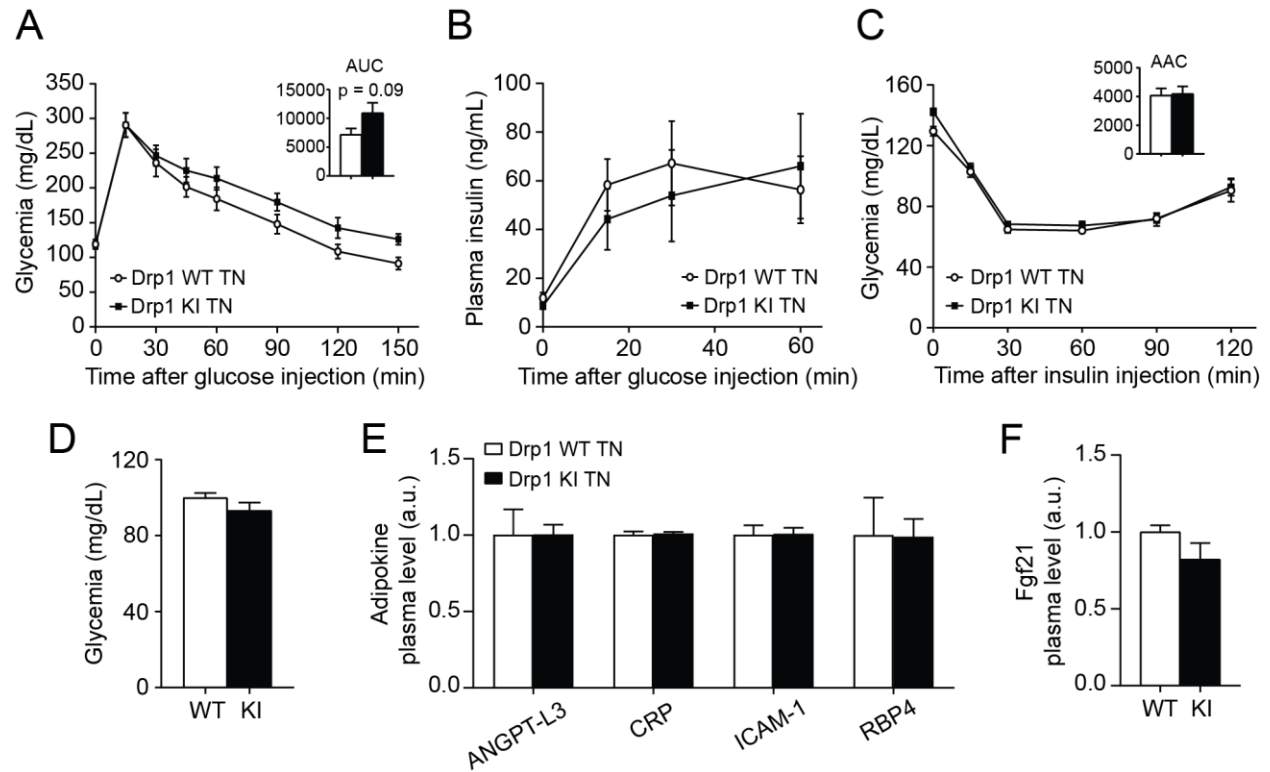 A
Glycemia (mg/dL)
350
300
250
200
150
100
50
0
AUC
p = 0.09
15000
10000
5000
0
Drp1 WT TN
Drp1 KI TN
0 30 60 90 120 150
Time after glucose injection (min)
B
Plasma insulin (ng/mL)
100
80
60
40
20
0
Drp1 WT TN
Drp1 KI TN
0 20 40 60
Time after glucose injection (min)
C
Glycemia (mg/dL)
160
120
80
40
0
AAC
5000
4000
2000
0
Drp1 WT TN
Drp1 KI TN
0 30 60 90 120
Time after insulin injection (min)
D
Glycemia (mg/dL)
120
80
40
0
WT KI
E
Adipokine
plasma level (a.u.)
1.5
1.0
0.5
0.0
Drp1 WT TN
Drp1 KI TN
ANGPT-L3
CRP
ICAM-1
RBP4
F
Fgf21
plasma level (a.u.)
1.5
1.0
0.5
0.0
WT KI